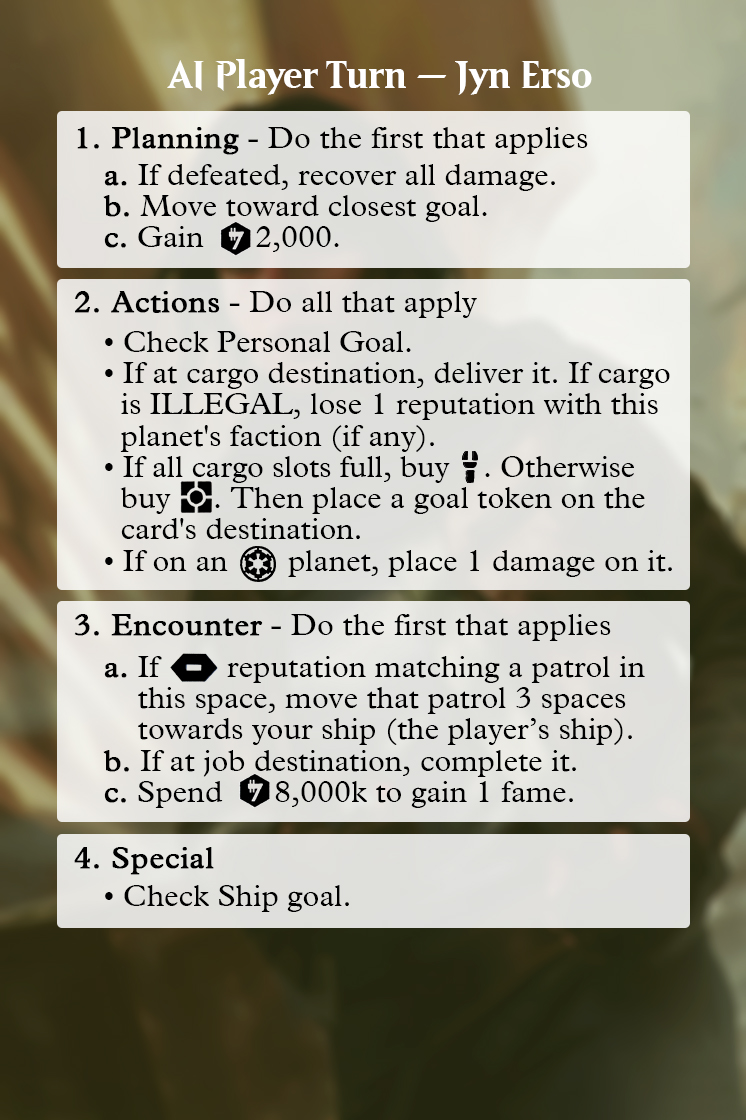 AI Player Turn — Jyn Erso
1. Planning - Do the first that applies
a. If defeated, recover all damage.
b. Move toward closest goal.
c. Gain 2,000.
2. Actions - Do all that apply
• Check Personal Goal.
• If at cargo destination, deliver it. If cargo
is ILLEGAL, lose 1 reputation with this
planet's faction (if any).
• If all cargo slots full, buy . Otherwise
buy . Then place a goal token on the
card's destination.
• If on an planet, place 1 damage on it.
3. Encounter - Do the first that applies
a. If reputation matching a patrol in
this space, move that patrol 3 spaces
towards your ship (the player’s ship).
b. If at job destination, complete it.
c. Spend 8,000k to gain 1 fame.
4. Special
• Check Ship goal.